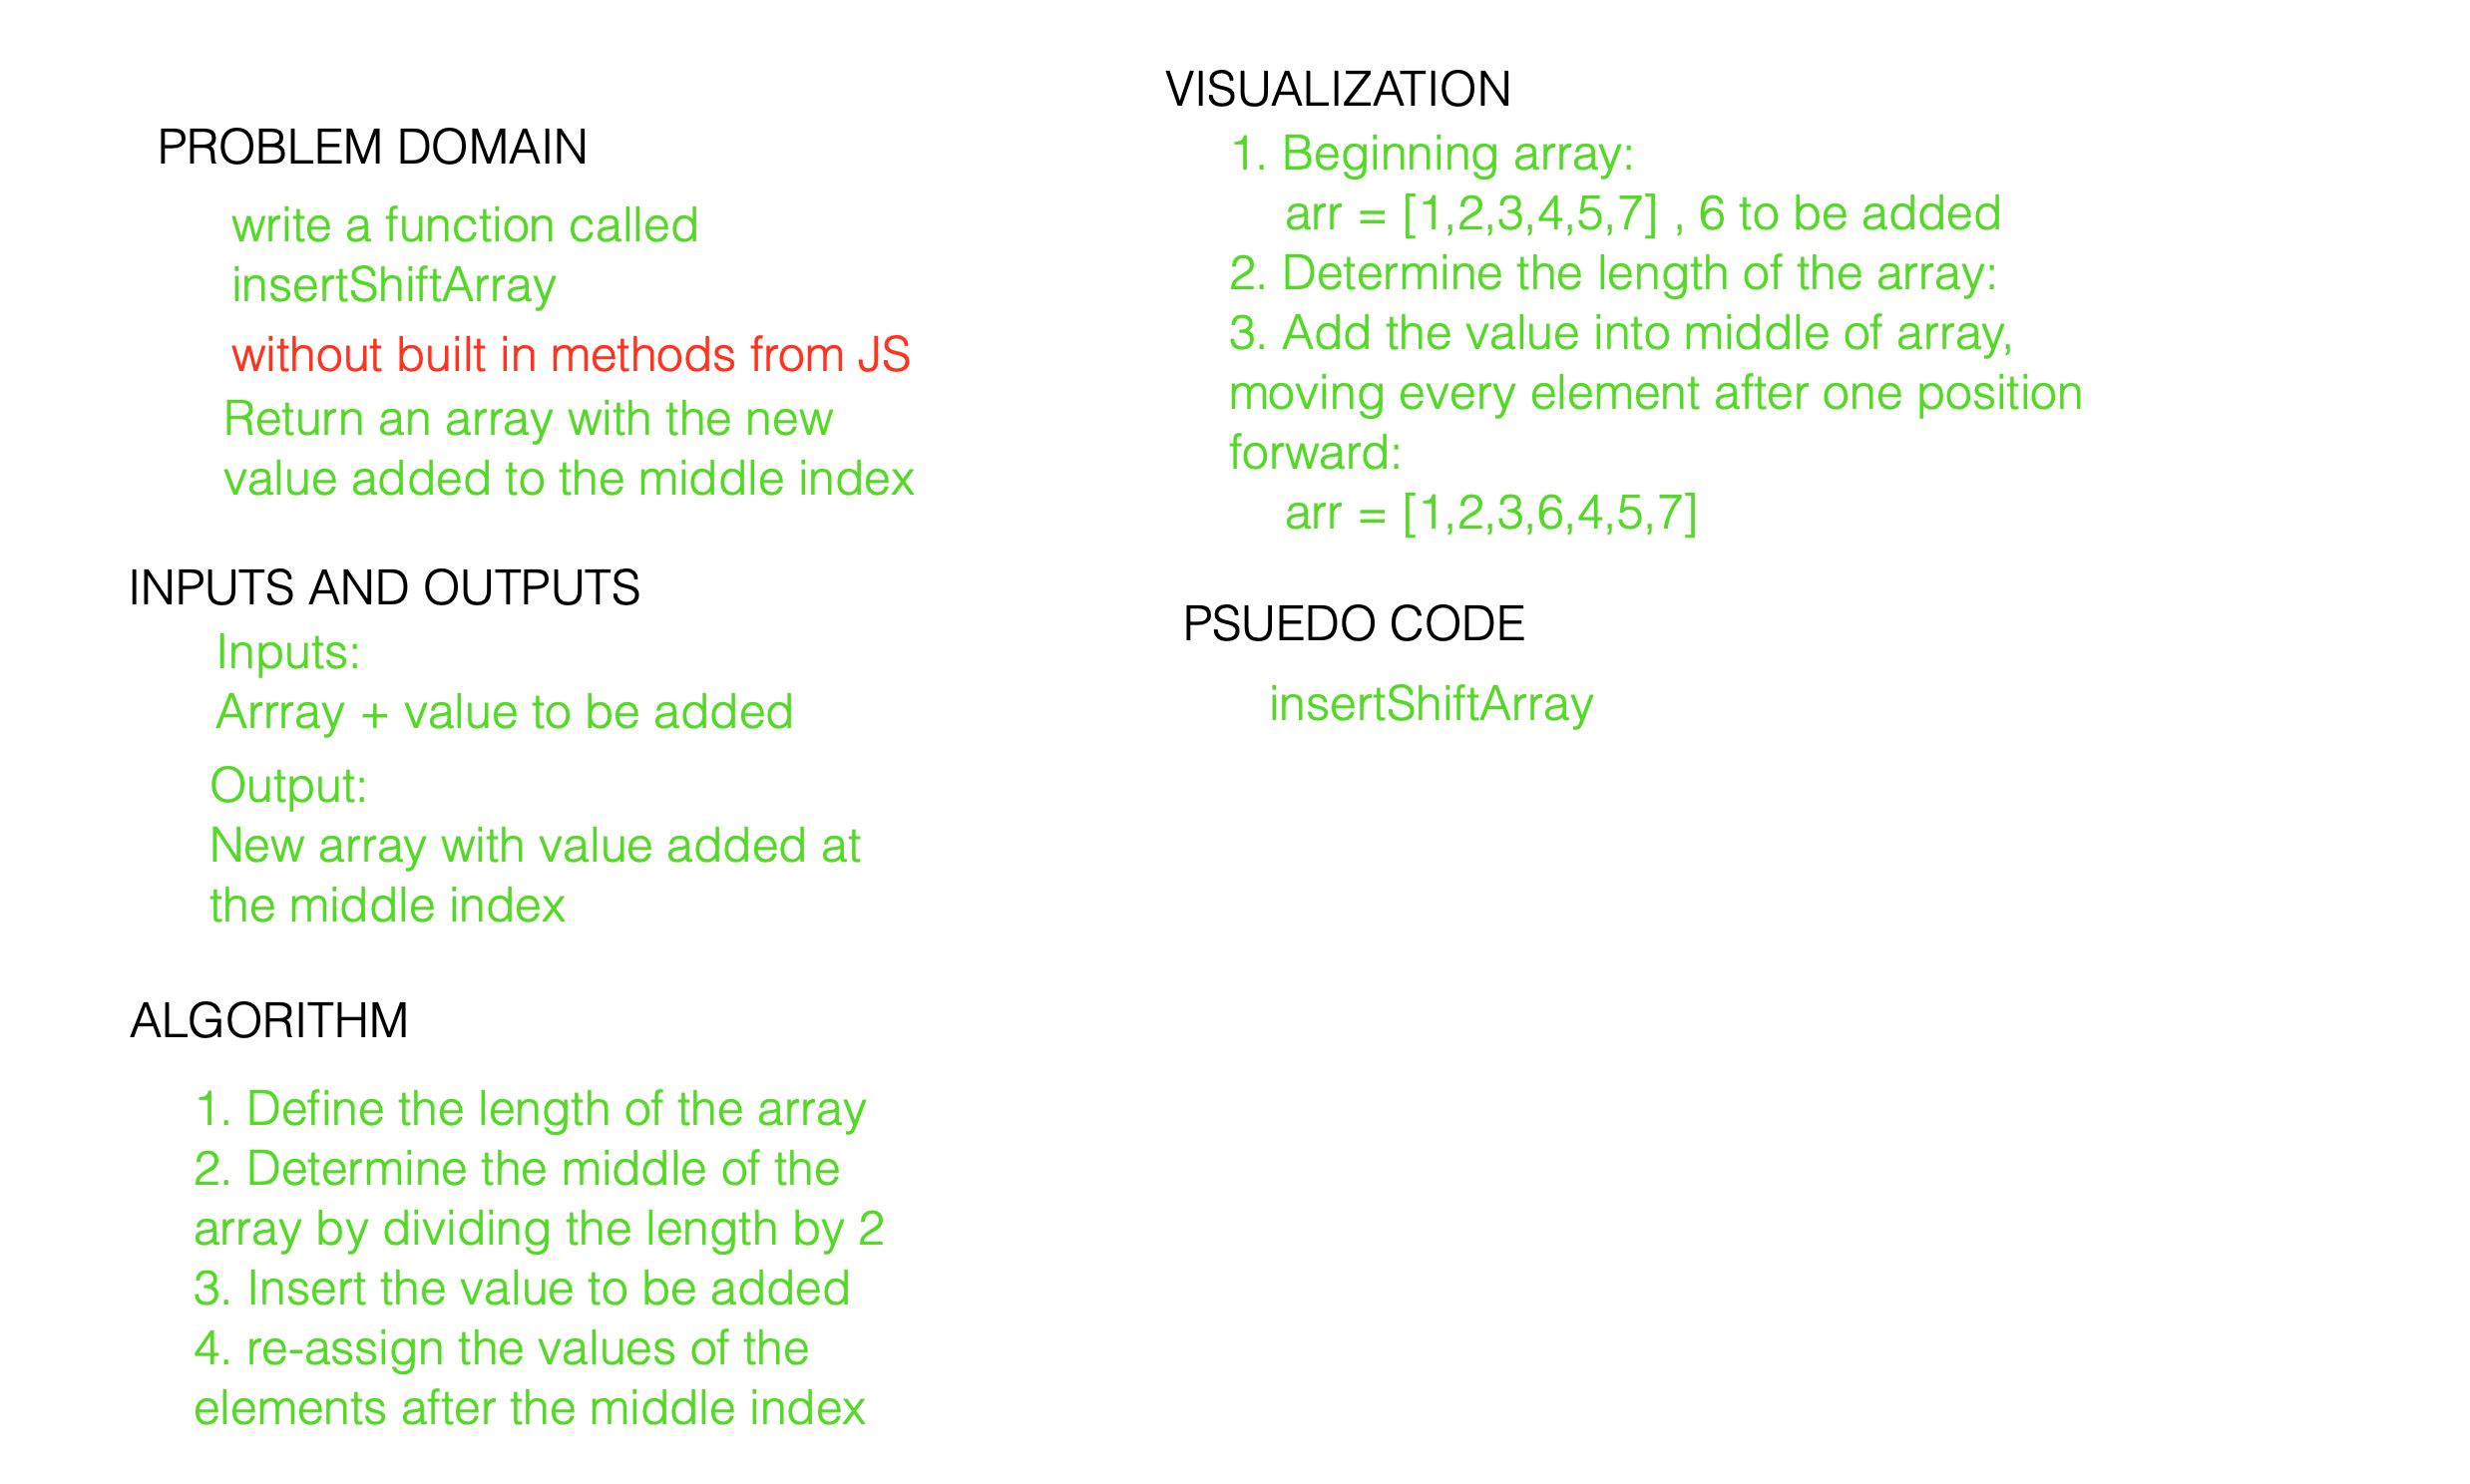 PROBLEM DOMAIN
write a function called
insertShiftArray
without built in methods from JS
Return an array with the new
value added to the middle index
INPUTS AND OUTPUTS
Inputs:
Arrray + value to be added
Output:
New array with value added at
the middle index
ALGORITHM
1. Define the length of the array
2. Determine the middle of the
array by dividing the length by 2
3. Insert the value to be added
4. re-assign the values of the
elements after the middle index
VISUALIZATION
1. Beginning array:
arr = [1,2,3,4,5,7] , 6 to be added
2. Determine the length of the array:
3. Add the value into middle of array,
moving every element after one position
forward:
arr = [1,2,3,6,4,5,7]
PSUEDO CODE
insertShiftArray